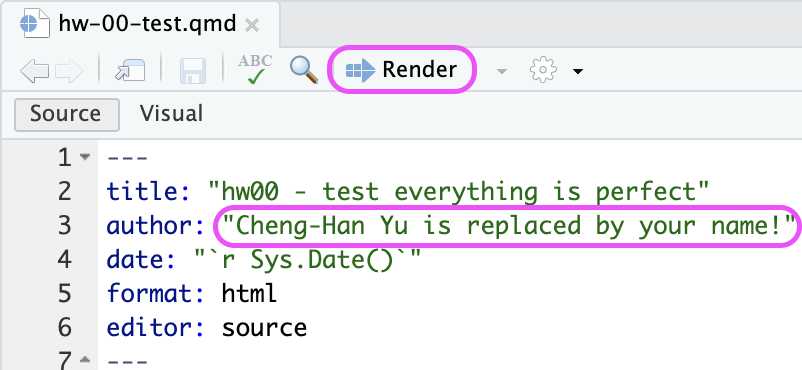 hw-00-test.qmd
ABC Render
Source Visual
1 ---
2 title: "hw00 - test everything is perfect"
3 author: "Cheng-Han Yu is replaced by your name!"
4 date: "`r Sys.Date()`"
5 format: html
6 editor: source
7 ---